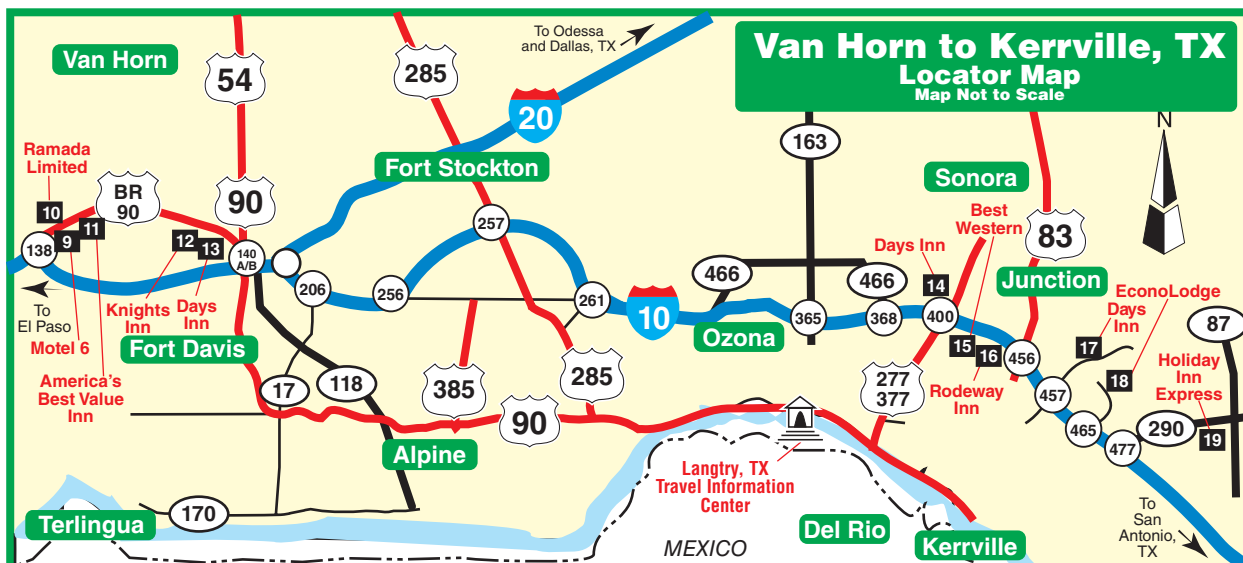 To Odessa
and Dallas, TX
Van Horn to Kerrville, TX
Locator Map
Map Not to Scale
Van Horn
54
285
20
163
N
Ramada
Limited
Fort Stockton
Sonora
BR
90
90
10
11
9
138
12
13
140
A/B
257
Best
Western
83
Days Inn
466
466
14
Junction
206
256
261
10
365
368
400
EconoLodge
Days
Inn
87
To
El Paso
Knights
Inn
Days
Inn
Motel 6
Fort Davis
Ozona
15
16
456
17
Holiday
Inn
Express
America's
Best Value
Inn
17
118
385
285
277
377
Rodeway
Inn
457
18
90
465
290
19
477
Alpine
Langtry, TX
Travel Information
Center
Terlingua
170
Del Rio
Kerrville
MEXICO
To
San
Antonio,
TX